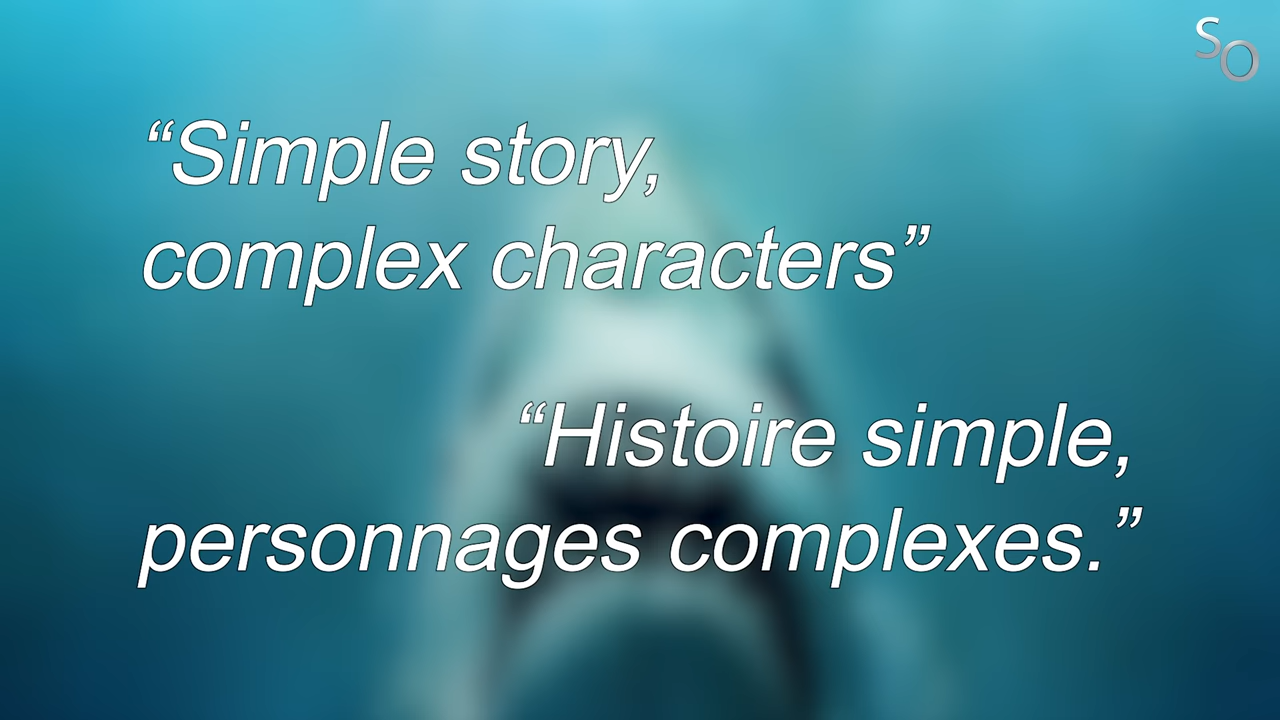 SO
“Simple story,
complex characters”
“Histoire simple,
personnages complexes.”